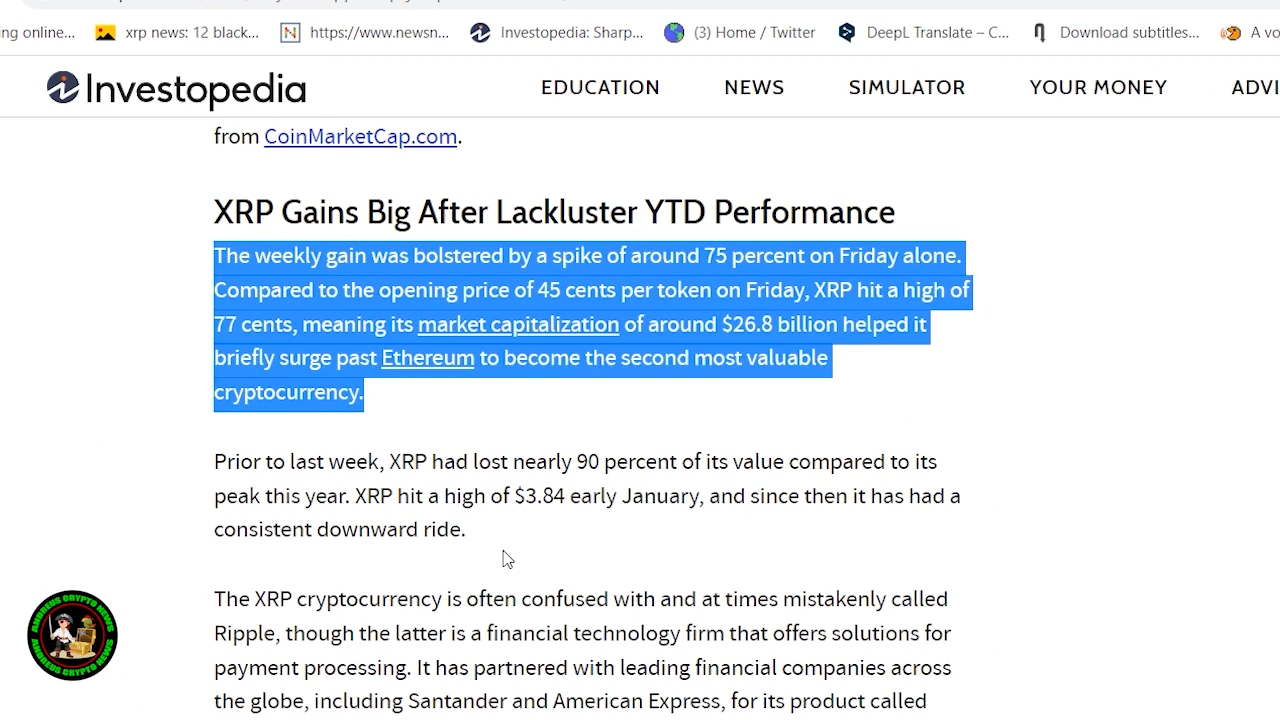 ng online...
xrp news: 12 black...
https://www.newsn...
Investopedia: Sharp...
(3) Home / Twitter
DeepL Translate – C...
Download subtitles...
A vo
Investopedia
EDUCATION
NEWS
SIMULATOR
YOUR MONEY
ADVI
from CoinMarketCap.com.
XRP Gains Big After Lackluster YTD Performance
The weekly gain was bolstered by a spike of around 75 percent on Friday alone.
Compared to the opening price of 45 cents per token on Friday, XRP hit a high of
77 cents, meaning its market capitalization of around $26.8 billion helped it
briefly surge past Ethereum to become the second most valuable
cryptocurrency.
Prior to last week, XRP had lost nearly 90 percent of its value compared to its
peak this year. XRP hit a high of $3.84 early January, and since then it has had a
consistent downward ride.
The XRP cryptocurrency is often confused with and at times mistakenly called
Ripple, though the latter is a financial technology firm that offers solutions for
payment processing. It has partnered with leading financial companies across
the globe, including Santander and American Express, for its product called
ANDREUS CRYPTO NEWS
ANDREUS CRYPTO NEWS